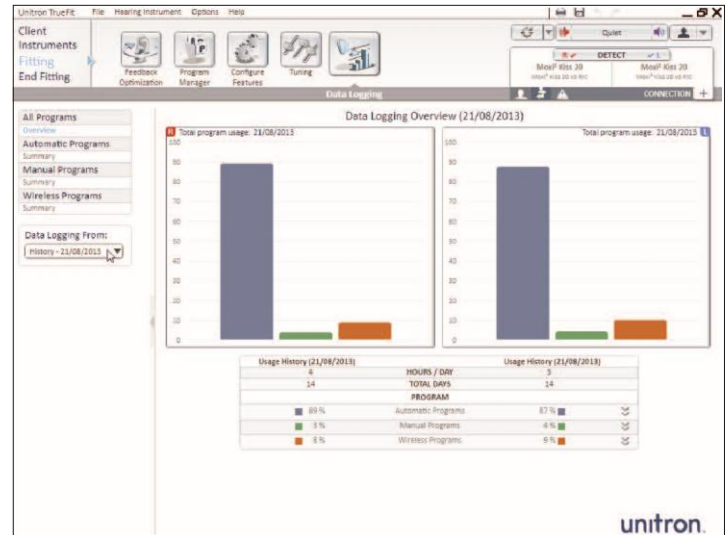 Unitron TrueFit File Hearing Instrument Options Help
Client
Instruments
Fitting
End Fitting
Feedback Optimization
Program Manager
Configure Features
Tuning
Quiet
DETECT
Moxi² Kiss 20
Moxi² Kiss 20
Data Logging
CONNECTION +
All Programs
Overview
Automatic Programs
Summary
Manual Programs
Summary
Wireless Programs
Summary
Data Logging From:
History - 21/08/2013
Data Logging Overview (21/08/2013)
R Total program usage: 21/08/2013
Total program usage: 21/08/2013 L
100
90
80
70
60
50
40
30
20
10
0
100
90
80
70
60
50
40
30
20
10
0
Usage History (21/08/2013) Usage History (21/08/2013)
4 HOURS / DAY
14 TOTAL DAYS 14
PROGRAM
89 % Automatic Programs 87 %
3 % Manual Programs 4 %
8 % Wireless Programs 9 %
unitron.